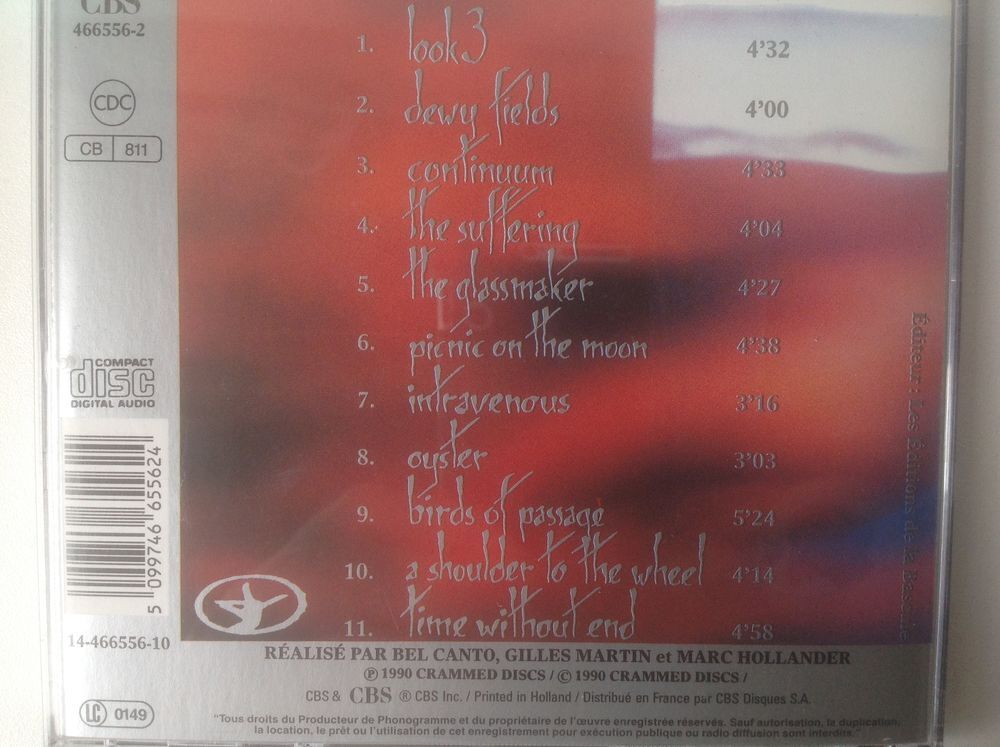 CBS
466556-2
CDC
CB 811
1. look 3 4'32
2. dewy fields 4'00
3. continuum 4'33
4. the suffering 4'04
5. the glassmaker 4'27
6. picnic on the moon 4'38
7. intravenous 3'16
8. oyster 3'03
9. birds of passage 5'24
10. a shoulder to the wheel 4'14
11. time without end 4'58
Éditeur: Les Éditions de la Bascule
COMPACT
disc
DIGITAL AUDIO
5 099746 655624
14-466556-10
RÉALISÉ PAR BEL CANTO, GILLES MARTIN et MARC HOLLANDER
℗ 1990 CRAMMED DISCS / © 1990 CRAMMED DISCS /
CBS & CBS ® CBS Inc. / Printed in Holland / Distribué en France par CBS Disques S.A.
LC 0149
"Tous droits du Producteur de Phonogramme et du propriétaire de l'œuvre enregistrée réservés. Sauf autorisation, la duplication,
la location, le prêt ou l'utilisation de cet enregistrement pour exécution publique ou radio diffusion sont interdits."